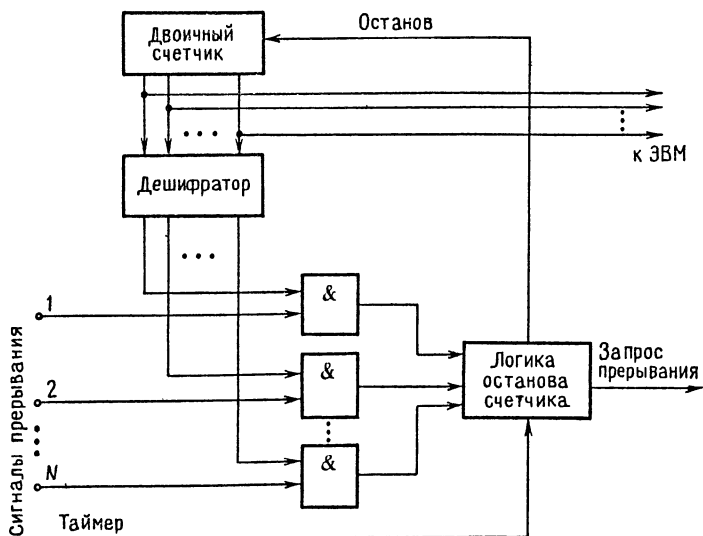 Останов
Двоичный
счетчик
к ЭВМ
Дешифратор
&
1
Сигналы прерывания
Логика
останова
счетчика
Запрос
прерывания
&
2
&
N
Таймер